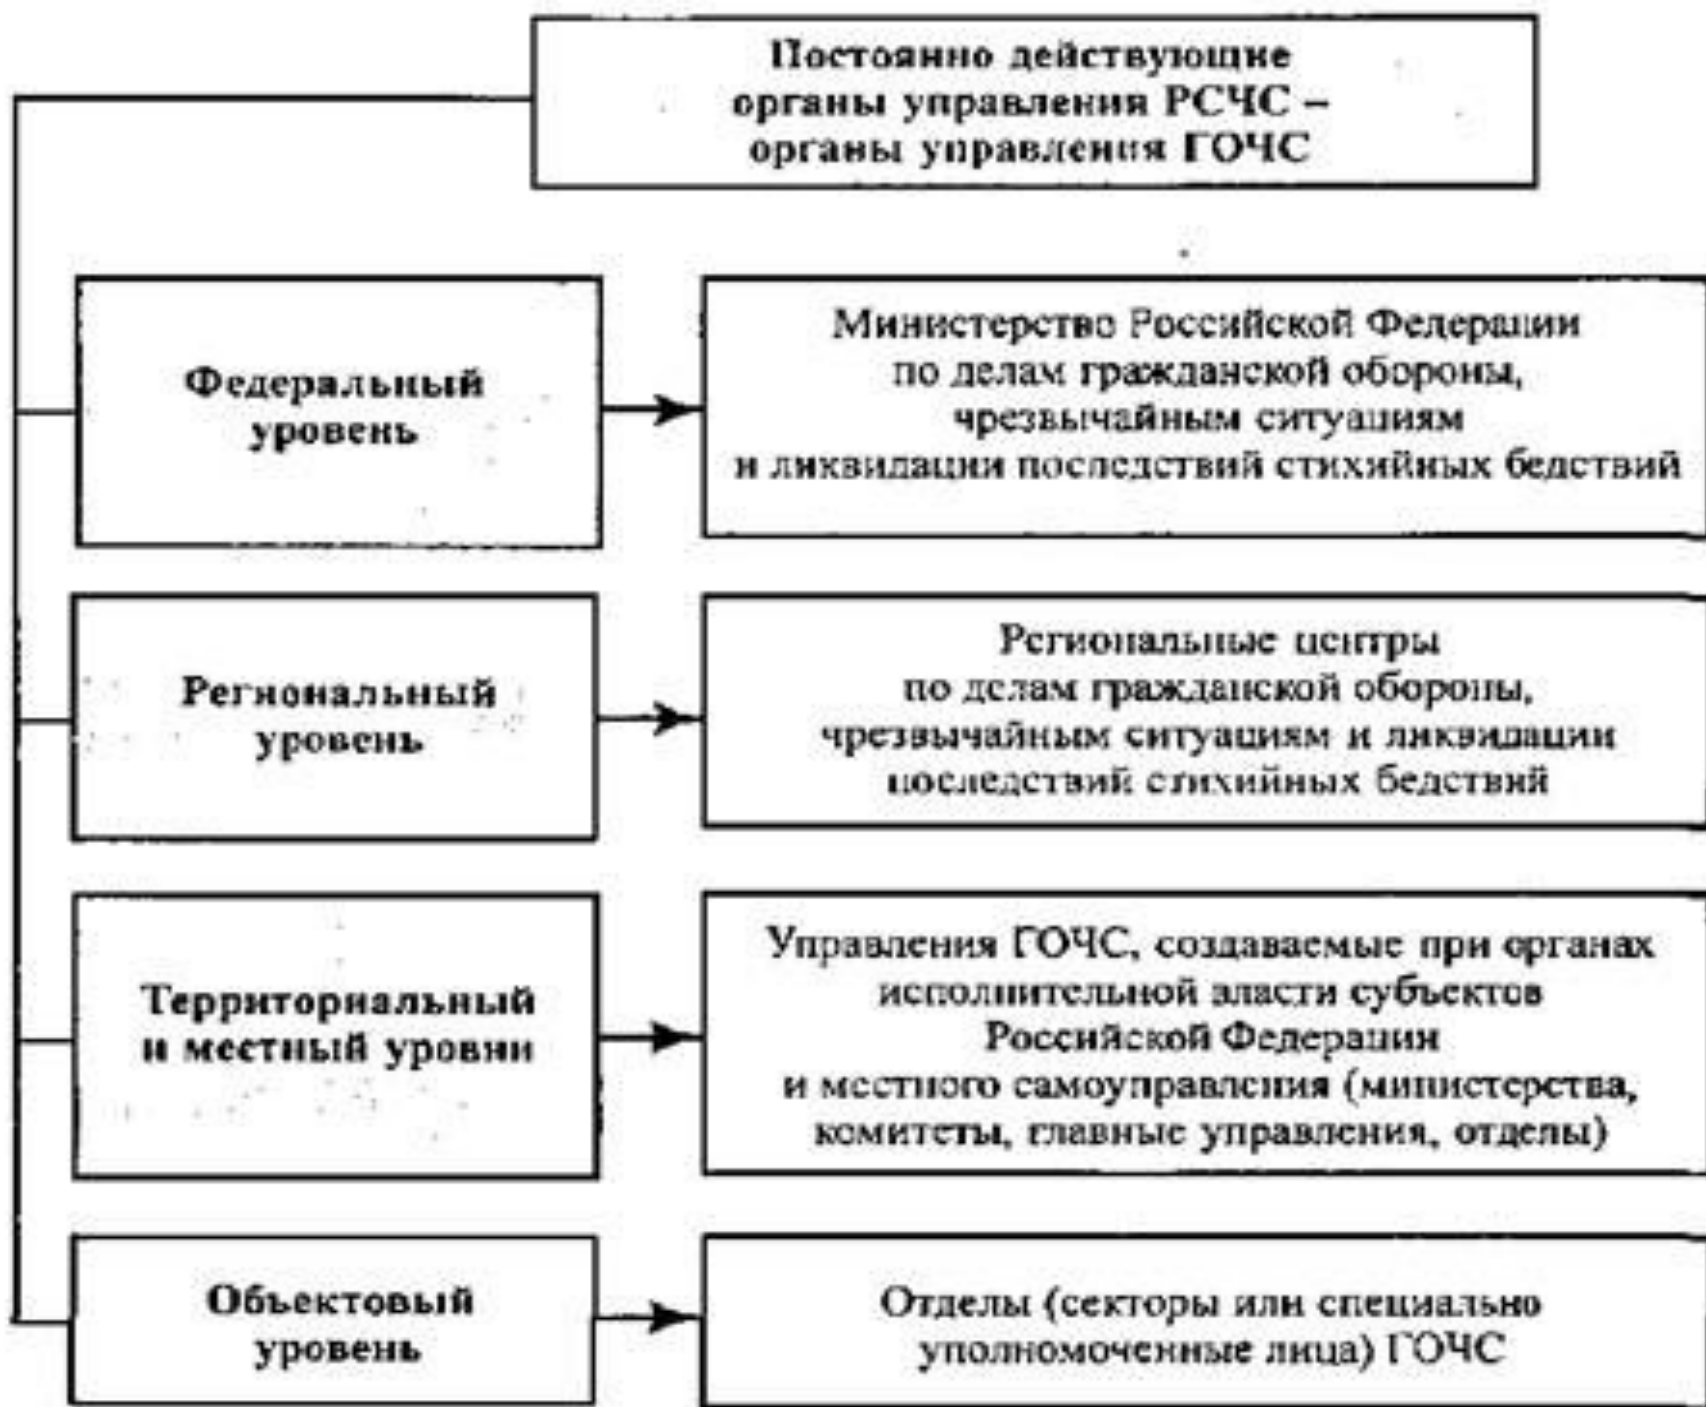 Постоянно действующие
органы управления РСЧС –
органы управления ГОЧС
Федеральный
уровень
Министерство Российской Федерации
по делам гражданской обороны,
чрезвычайным ситуациям
и ликвидации последствий стихийных бедствий
Региональный
уровень
Региональные центры
по делам гражданской обороны,
чрезвычайным ситуациям и ликвидации
последствий стихийных бедствий
Территориальный
и местный уровни
Управления ГОЧС, создаваемые при органах
исполнительной власти субъектов
Российской Федерации
и местного самоуправления (министерства,
комитеты, главные управления, отделы)
Объектовый
уровень
Отделы (секторы или специально
уполномоченные лица) ГОЧС